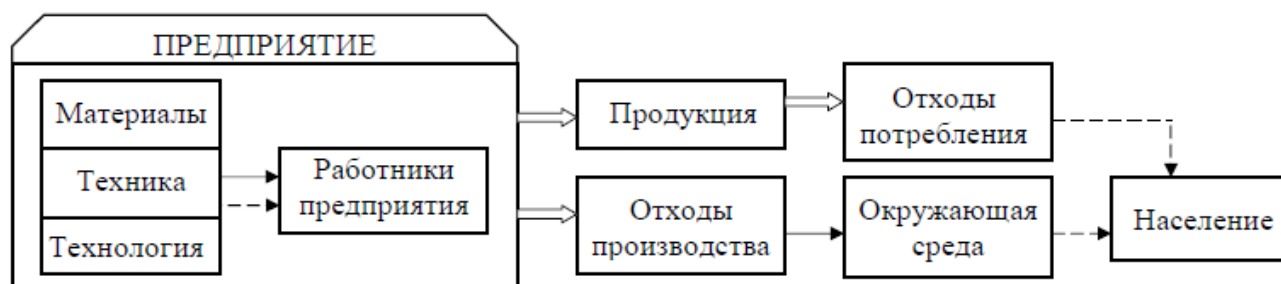 ПРЕДПРИЯТИЕ
Материалы
Техника
Технология
Работники
предприятия
Продукция
Отходы
потребления
Отходы
производства
Окружающая
среда
Население